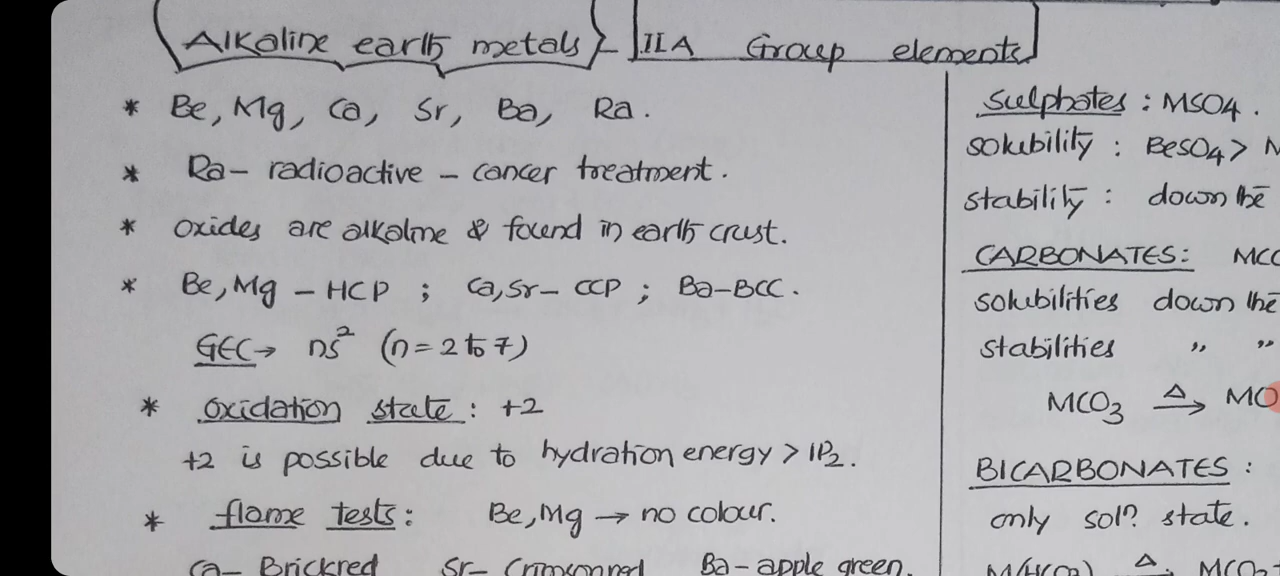 Alkaline earth metals} - IIA Group elements
* Be, Mg, Ca, Sr, Ba, Ra.
* Ra - radioactive - cancer treatment.
* oxides are alkaline & found in earth crust.
* Be, Mg - HCP ; Ca, Sr - CCP ; Ba - BCC.
GEC → ns² (n = 2 to 7)
* oxidation state : +2
+2 is possible due to hydration energy > IP₂.
* flame tests : Be, Mg → no colour.
Ca - Brickred Sr - Crimsonred Ba - apple green.
Sulphates : MSO4.
solubility : BeSO4 >
stability : down the
CARBONATES :
solubilities down the
stabilities " "
MCO₃ △→ MO
BICARBONATES :
only solⁿ state.